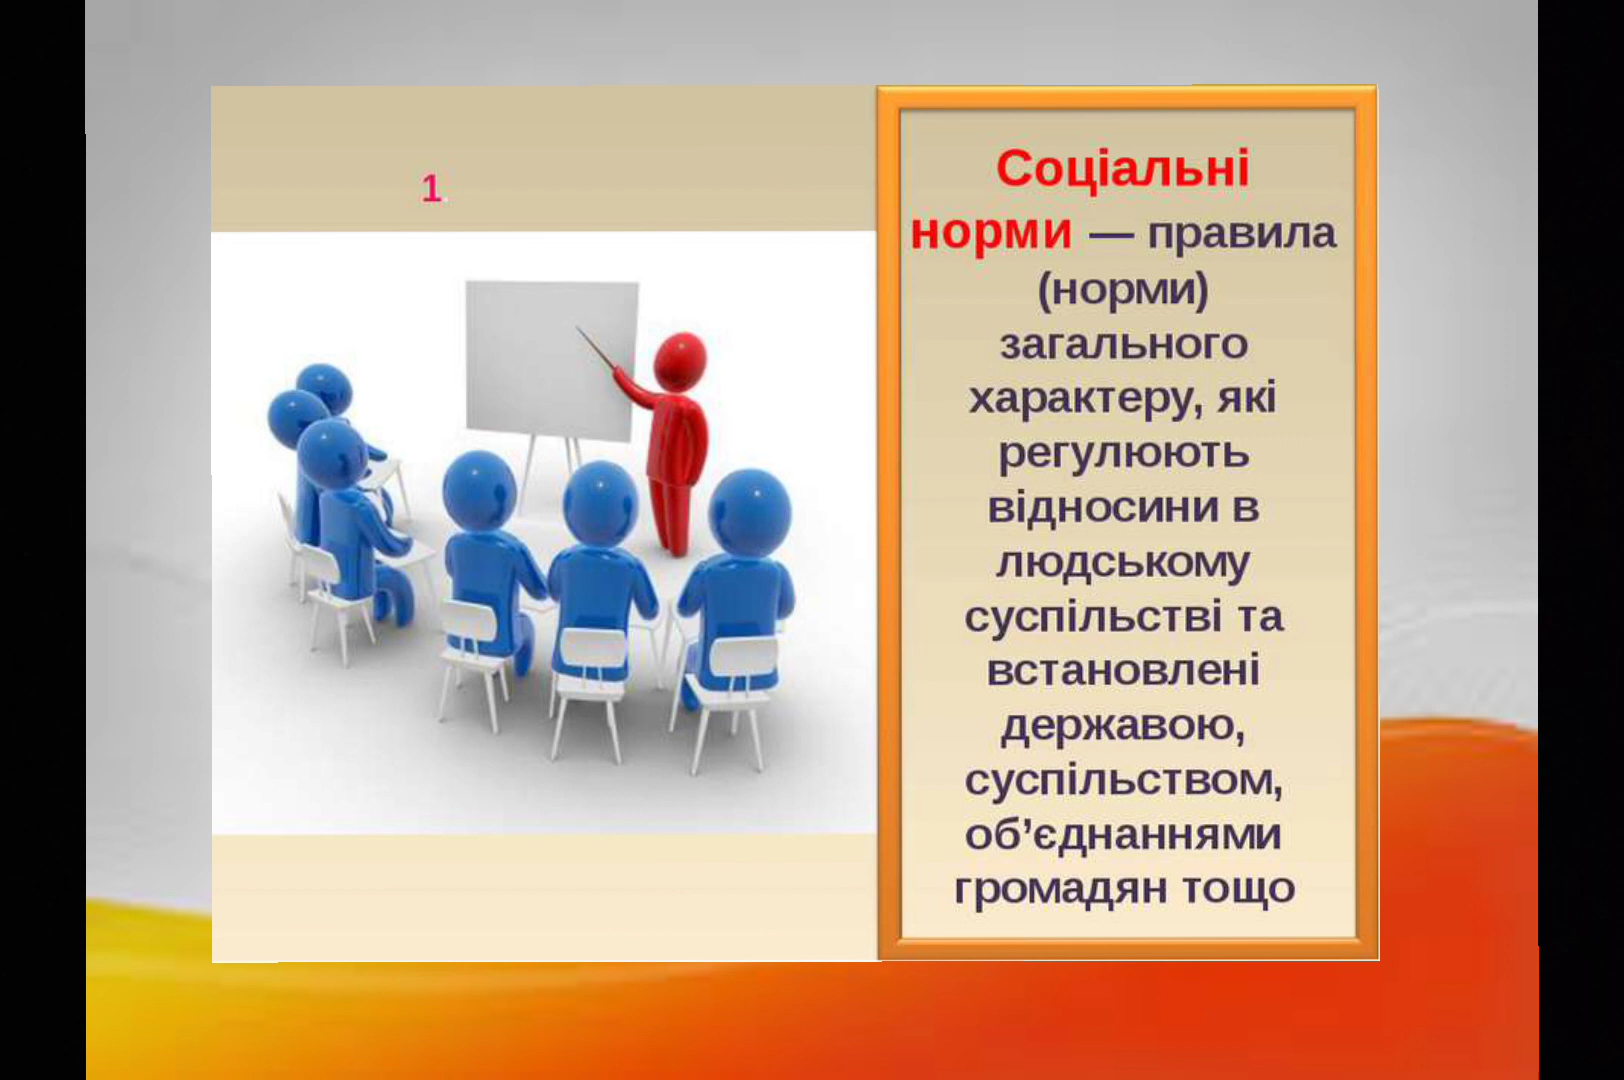 1.
Соціальні
норми — правила
(норми)
загального
характеру, які
регулюють
відносини в
людському
суспільстві та
встановлені
державою,
суспільством,
об’єднаннями
громадян тощо